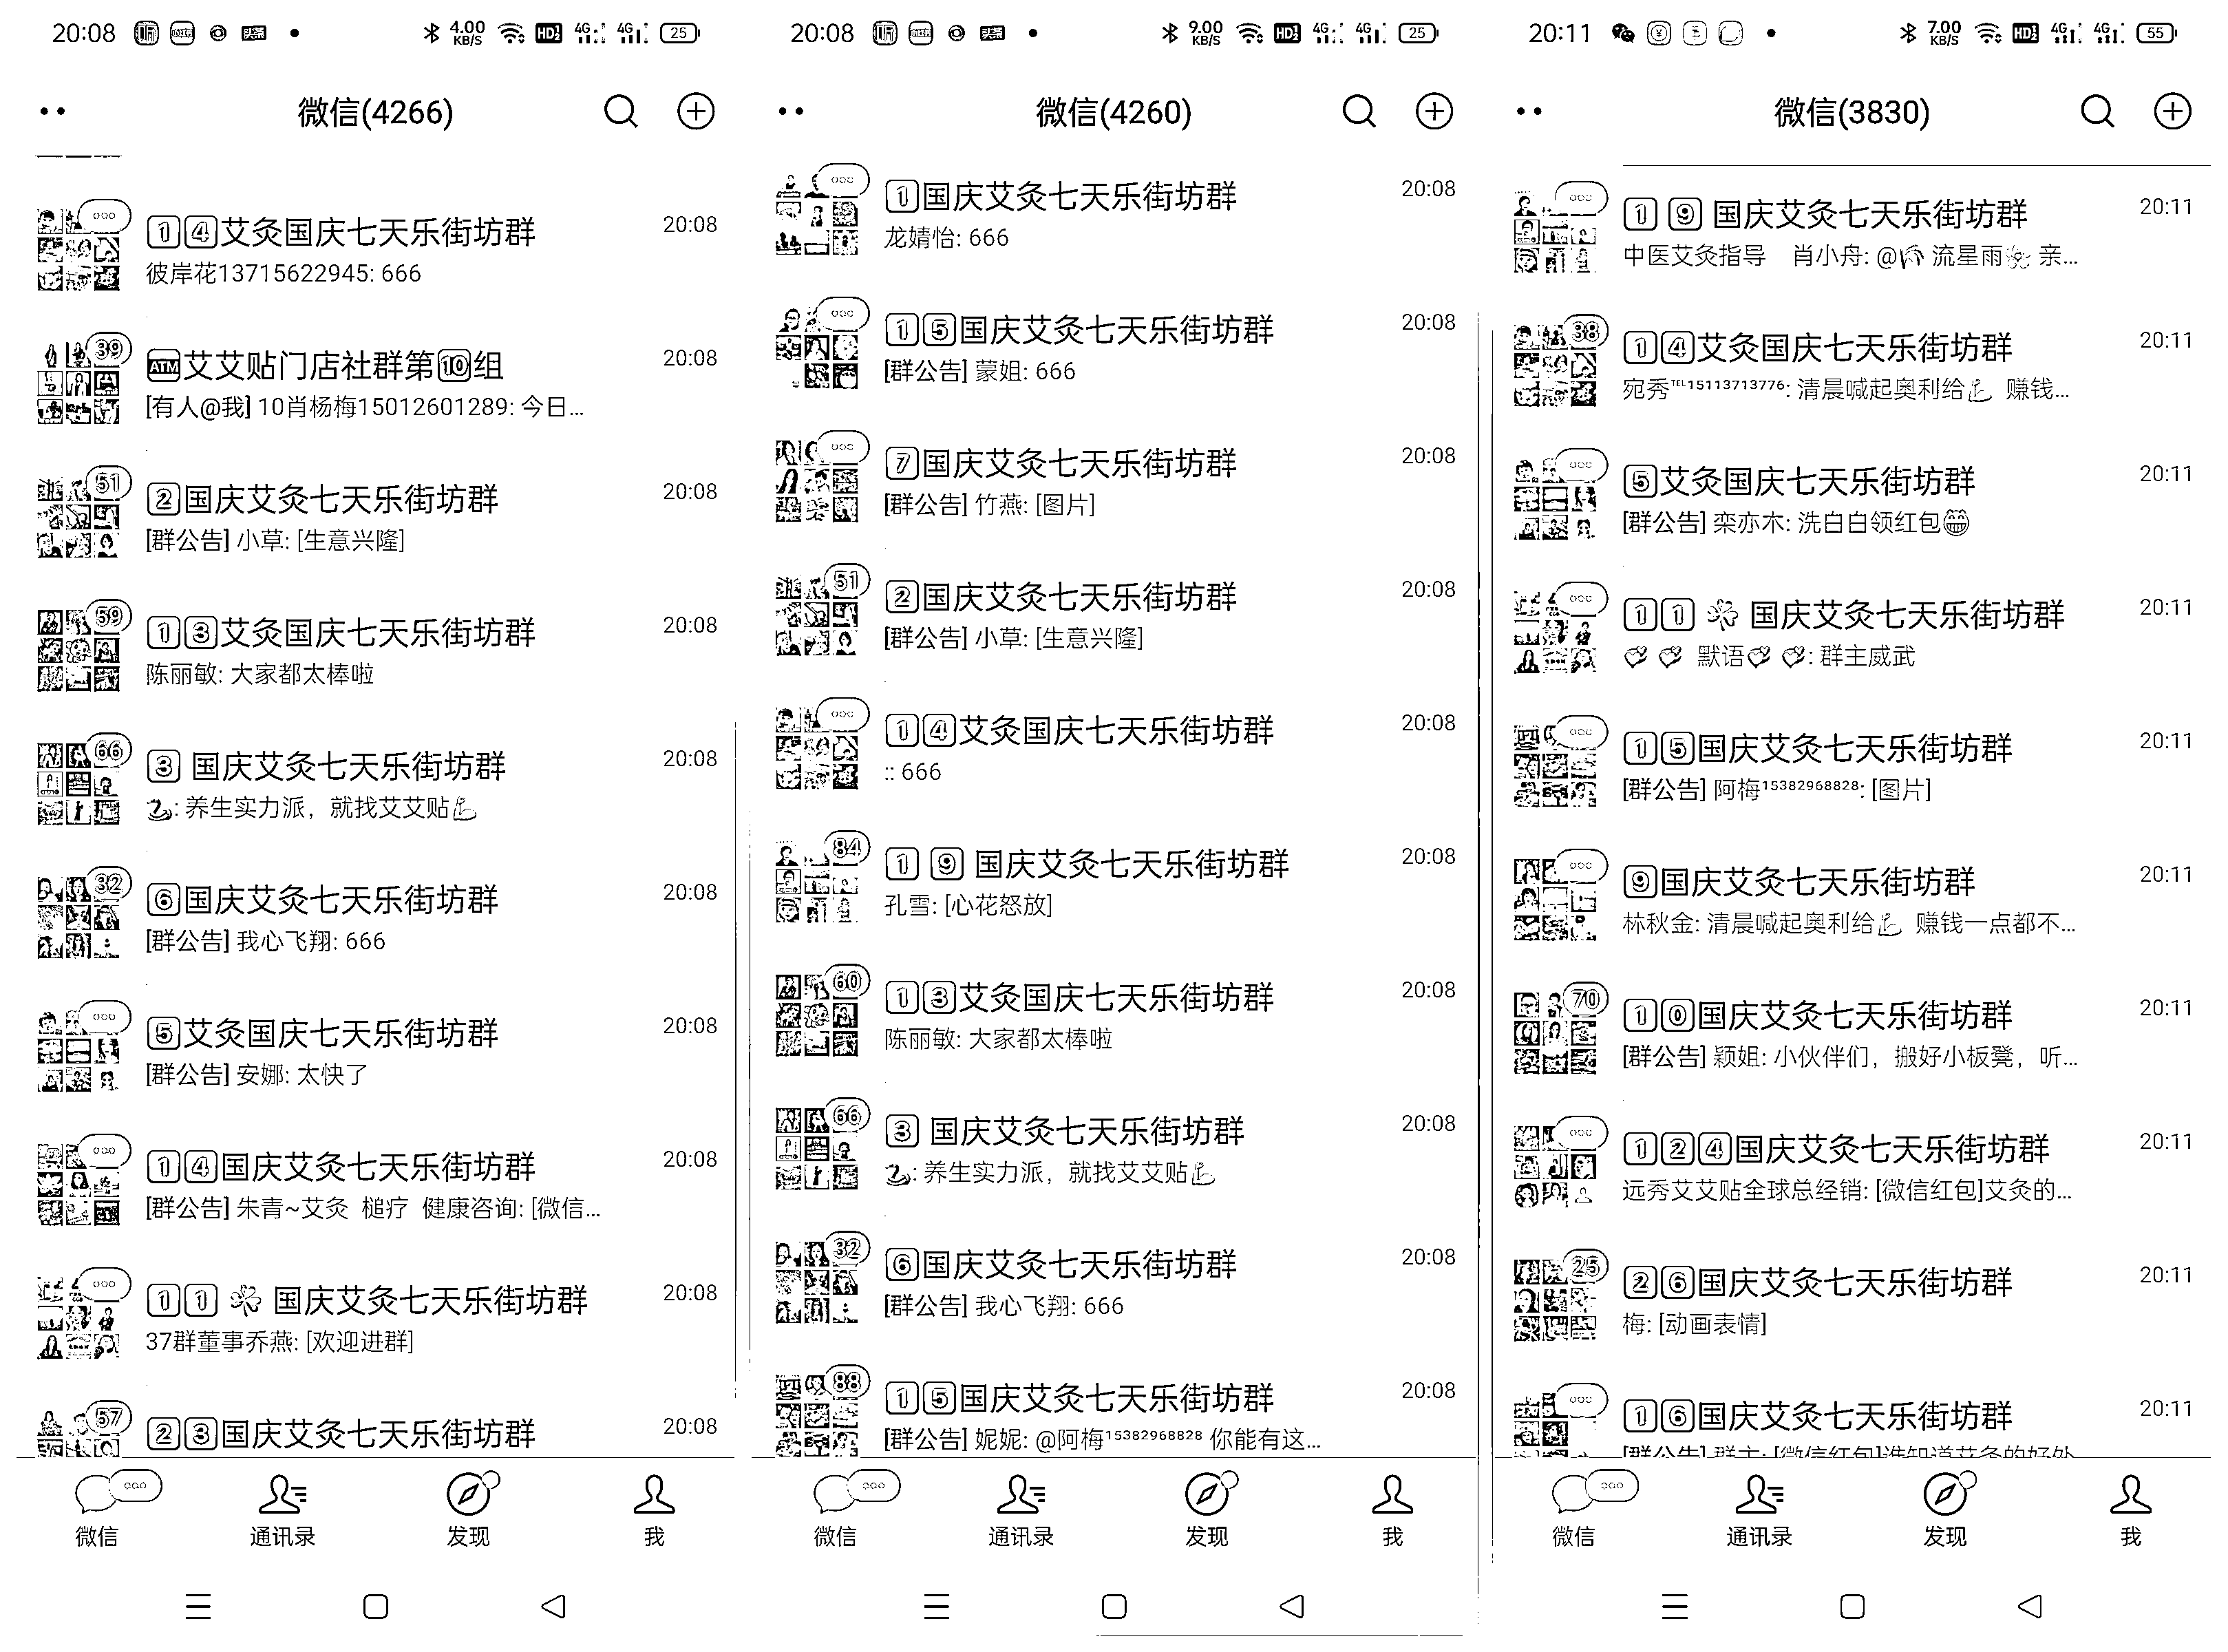 20:08 4.00 KB/S HD 4G 4G 25
微信(4266)
14艾灸国庆七天乐街坊群 20:08
彼岸花13715622945: 666
39
ATM艾艾贴门店社群第10组 20:08
[有人@我] 10肖杨梅15012601289: 今日...
51
2国庆艾灸七天乐街坊群 20:08
[群公告] 小草: [生意兴隆]
59
13艾灸国庆七天乐街坊群 20:08
陈丽敏: 大家都太棒啦
66
3 国庆艾灸七天乐街坊群 20:08
: 养生实力派，就找艾艾贴💪
32
6国庆艾灸七天乐街坊群 20:08
[群公告] 我心飞翔: 666
5艾灸国庆七天乐街坊群 20:08
[群公告] 安娜: 太快了
14国庆艾灸七天乐街坊群 20:08
[群公告] 朱青~艾灸 槌疗 健康咨询: [微信...
11 🍀 国庆艾灸七天乐街坊群 20:08
37群董事乔燕: [欢迎进群]
57
23国庆艾灸七天乐街坊群 20:08
微信 通讯录 发现 我
20:08 9.00 KB/S HD 4G 4G 25
微信(4260)
1国庆艾灸七天乐街坊群 20:08
龙婧怡: 666
15国庆艾灸七天乐街坊群 20:08
[群公告] 蒙姐: 666
7国庆艾灸七天乐街坊群 20:08
[群公告] 竹燕: [图片]
51
2国庆艾灸七天乐街坊群 20:08
[群公告] 小草: [生意兴隆]
14艾灸国庆七天乐街坊群 20:08
:: 666
84
1 9 国庆艾灸七天乐街坊群 20:08
孔雪: [心花怒放]
60
13艾灸国庆七天乐街坊群 20:08
陈丽敏: 大家都太棒啦
66
3 国庆艾灸七天乐街坊群 20:08
: 养生实力派，就找艾艾贴💪
32
6国庆艾灸七天乐街坊群 20:08
[群公告] 我心飞翔: 666
88
15国庆艾灸七天乐街坊群 20:08
[群公告] 妮妮: @阿梅¹⁵³⁸²⁹⁶⁸⁸²⁸ 你能有这...
微信 通讯录 发现 我
20:11 7.00 KB/S HD 4G 4G 55
微信(3830)
1 9 国庆艾灸七天乐街坊群 20:11
中医艾灸指导 肖小舟: @🌴流星雨🌺 亲...
38
14艾灸国庆七天乐街坊群 20:11
宛秀ᵀᴱᴸ¹⁵¹¹³⁷¹³⁷⁷⁶: 清晨喊起奥利给💪 赚钱...
5艾灸国庆七天乐街坊群 20:11
[群公告] 栾亦木: 洗白白领红包😁
11 🍀 国庆艾灸七天乐街坊群 20:11
💕 💕 默语💕 💕: 群主威武
15国庆艾灸七天乐街坊群 20:11
[群公告] 阿梅¹⁵³⁸²⁹⁶⁸⁸²⁸: [图片]
9国庆艾灸七天乐街坊群 20:11
林秋金: 清晨喊起奥利给💪 赚钱一点都不...
70
10国庆艾灸七天乐街坊群 20:11
[群公告] 颖姐: 小伙伴们，搬好小板凳，听...
124国庆艾灸七天乐街坊群 20:11
远秀艾艾贴全球总经销: [微信红包]艾灸的...
25
26国庆艾灸七天乐街坊群 20:11
梅: [动画表情]
16国庆艾灸七天乐街坊群 20:11
[群公告] 群主: [微信红包]谁知道艾灸的好处
微信 通讯录 发现 我